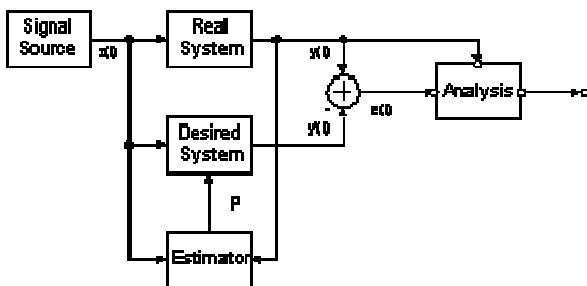 Signal
Source
x(t)
Real
System
y(t)
Desired
System
y'(t)
e(t)
Analysis
P
Estimator